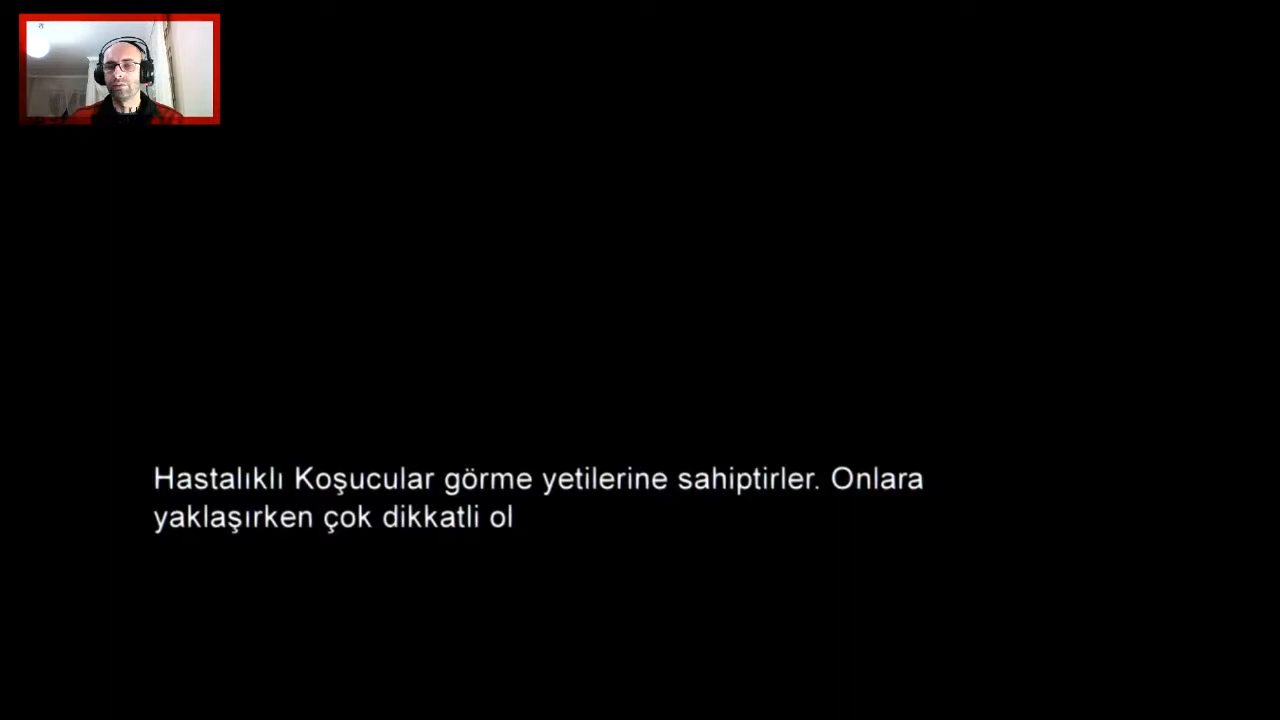 Hastalıklı Koşucular görme yetilerine sahiptirler. Onlara
yaklaşırken çok dikkatli ol